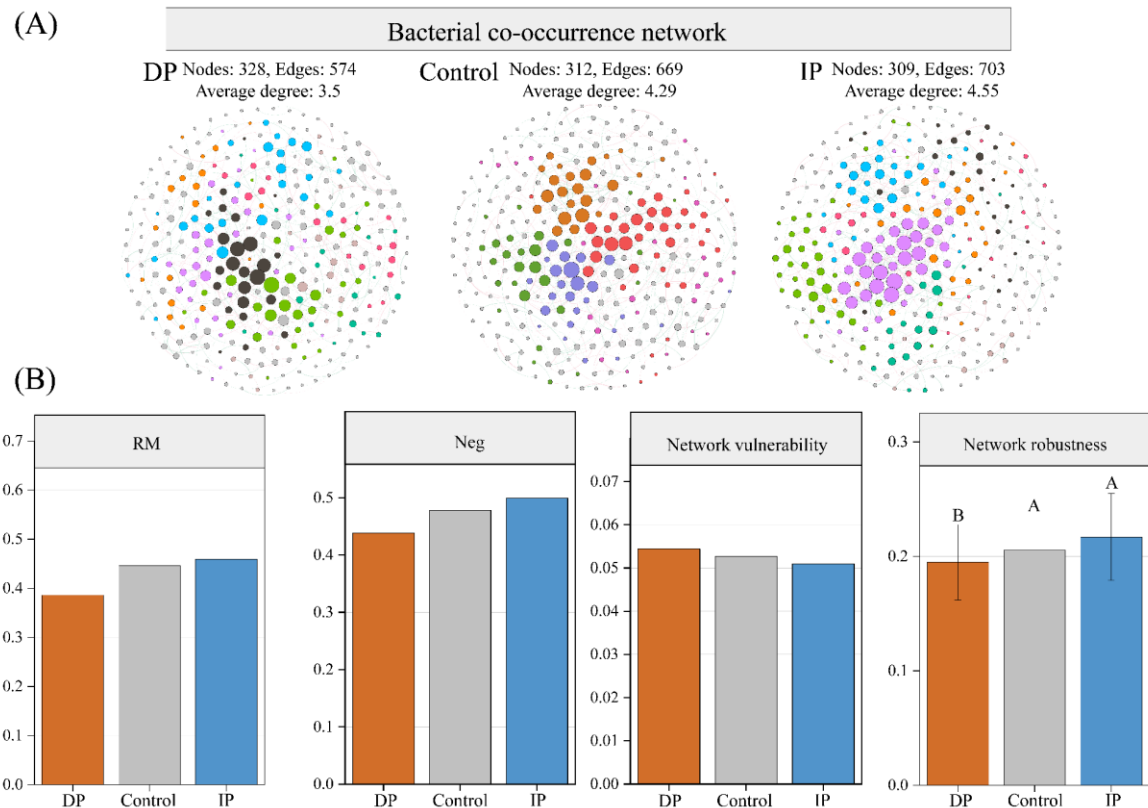 (A)
Bacterial co-occurrence network
DP Nodes: 328, Edges: 574
Average degree: 3.5
Control Nodes: 312, Edges: 669
Average degree: 4.29
IP Nodes: 309, Edges: 703
Average degree: 4.55
(B)
RM
0.7
0.6
0.5
0.4
0.3
0.2
0.1
0.0
DP Control IP
Neg
0.5
0.4
0.3
0.2
0.1
0.0
DP Control IP
Network vulnerability
0.07
0.06
0.05
0.04
0.03
0.02
0.01
0.00
DP Control IP
Network robustness
0.3
0.2
0.1
0.0
B A A
DP Control IP